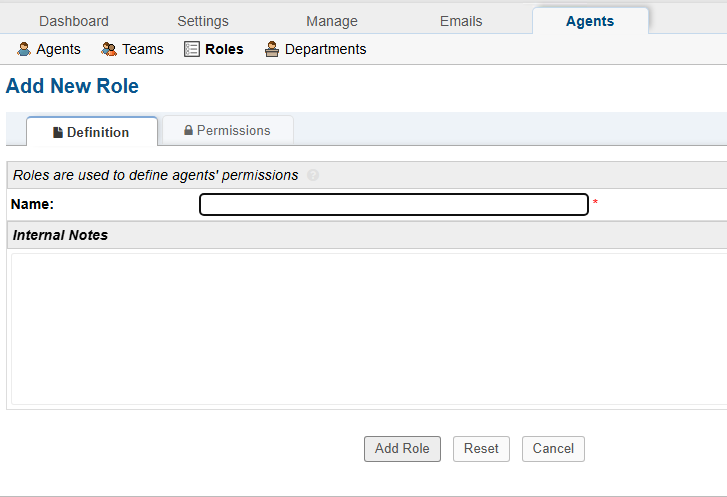 Dashboard Settings Manage Emails Agents
Agents Teams Roles Departments
Add New Role
Definition Permissions
Roles are used to define agents' permissions ?
Name: *
Internal Notes
Add Role Reset Cancel